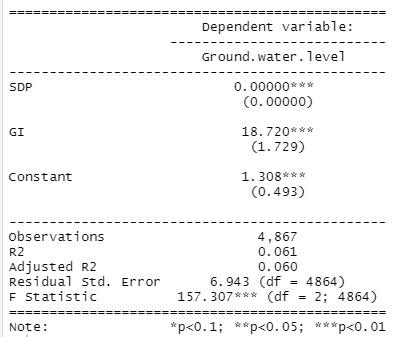 Dependent variable:
Ground.water.level
SDP 0.00000***
(0.00000)
GI 18.720***
(1.729)
Constant 1.308***
(0.493)
Observations 4,867
R2 0.061
Adjusted R2 0.060
Residual Std. Error 6.943 (df = 4864)
F Statistic 157.307*** (df = 2; 4864)
Note: *p<0.1; **p<0.05; ***p<0.01